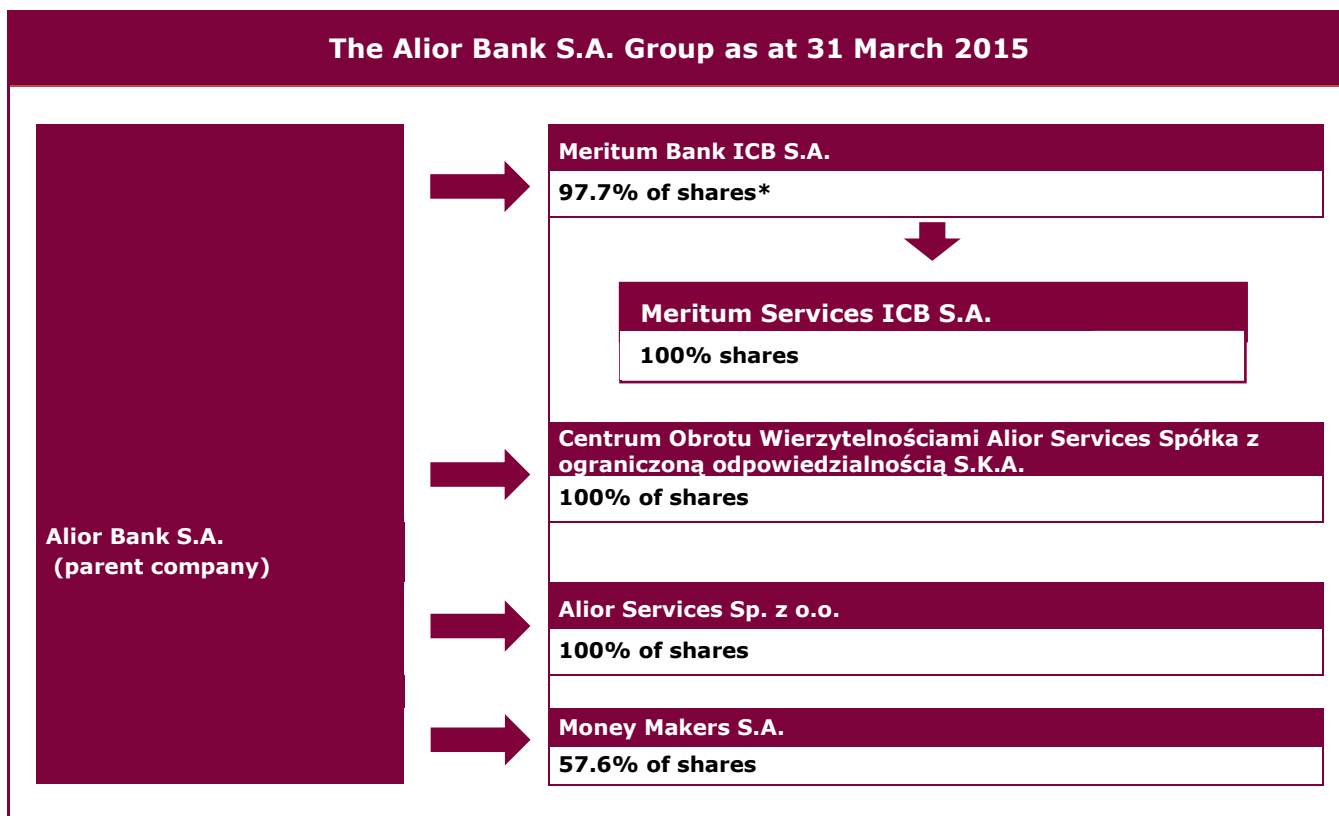 The Alior Bank S.A. Group as at 31 March 2015
Alior Bank S.A.
(parent company)
Meritum Bank ICB S.A.
97.7% of shares*
Meritum Services ICB S.A.
100% shares
Centrum Obrotu Wierzytelnościami Alior Services Spółka z
ograniczoną odpowiedzialnością S.K.A.
100% of shares
Alior Services Sp. z o.o.
100% of shares
Money Makers S.A.
57.6% of shares